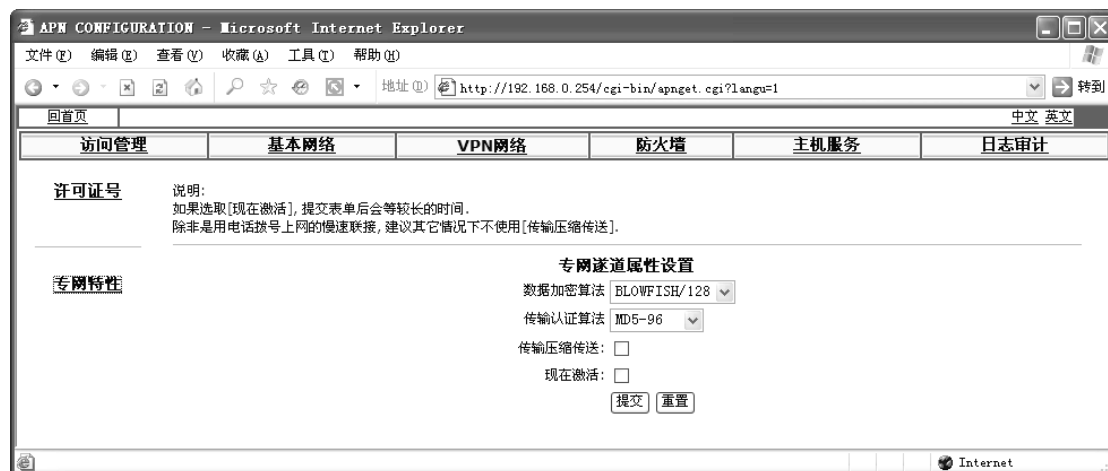 APN CONFIGURATION - Microsoft Internet Explorer
文件(F) 编辑(E) 查看(V) 收藏(A) 工具(T) 帮助(H)
地址(D) http://192.168.0.254/cgi-bin/apnget.cgi?langu=1 转到
回首页 中文 英文
访问管理 基本网络 VPN网络 防火墙 主机服务 日志审计
许可证号
说明:
如果选取[现在激活],提交表单后会等较长的时间.
除非是用电话拨号上网的慢速联接,建议其它情况下不使用[传输压缩传送].
专网特性
专网遂道属性设置
数据加密算法 BLOWFISH/128
传输认证算法 MD5-96
传输压缩传送:
现在激活:
提交 重置
Internet